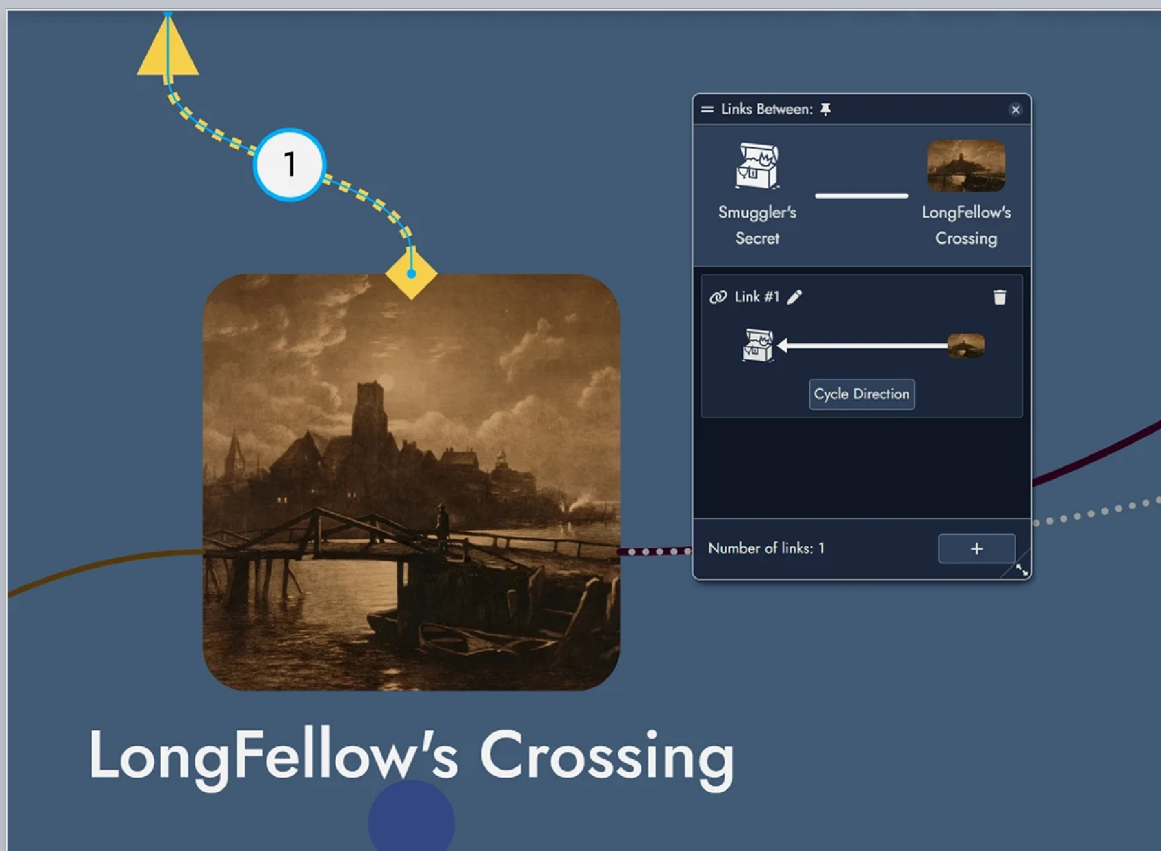 1
Links Between:
Smuggler's
Secret
LongFellow's
Crossing
Link #1
Cycle Direction
Number of links: 1
+
LongFellow's Crossing